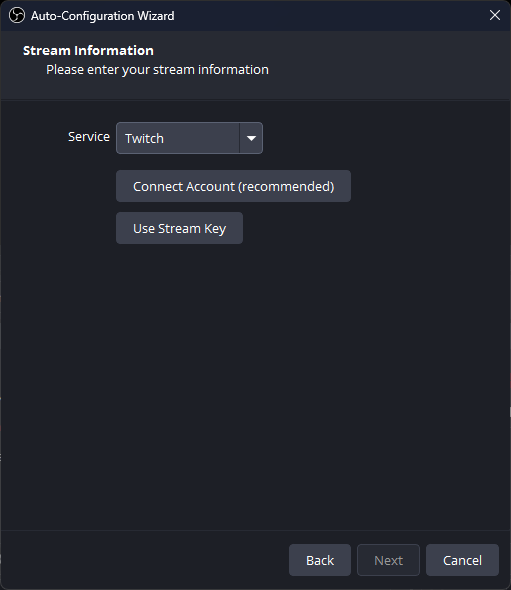 Auto-Configuration Wizard
Stream Information
Please enter your stream information
Service Twitch
Connect Account (recommended)
Use Stream Key
Back Next Cancel